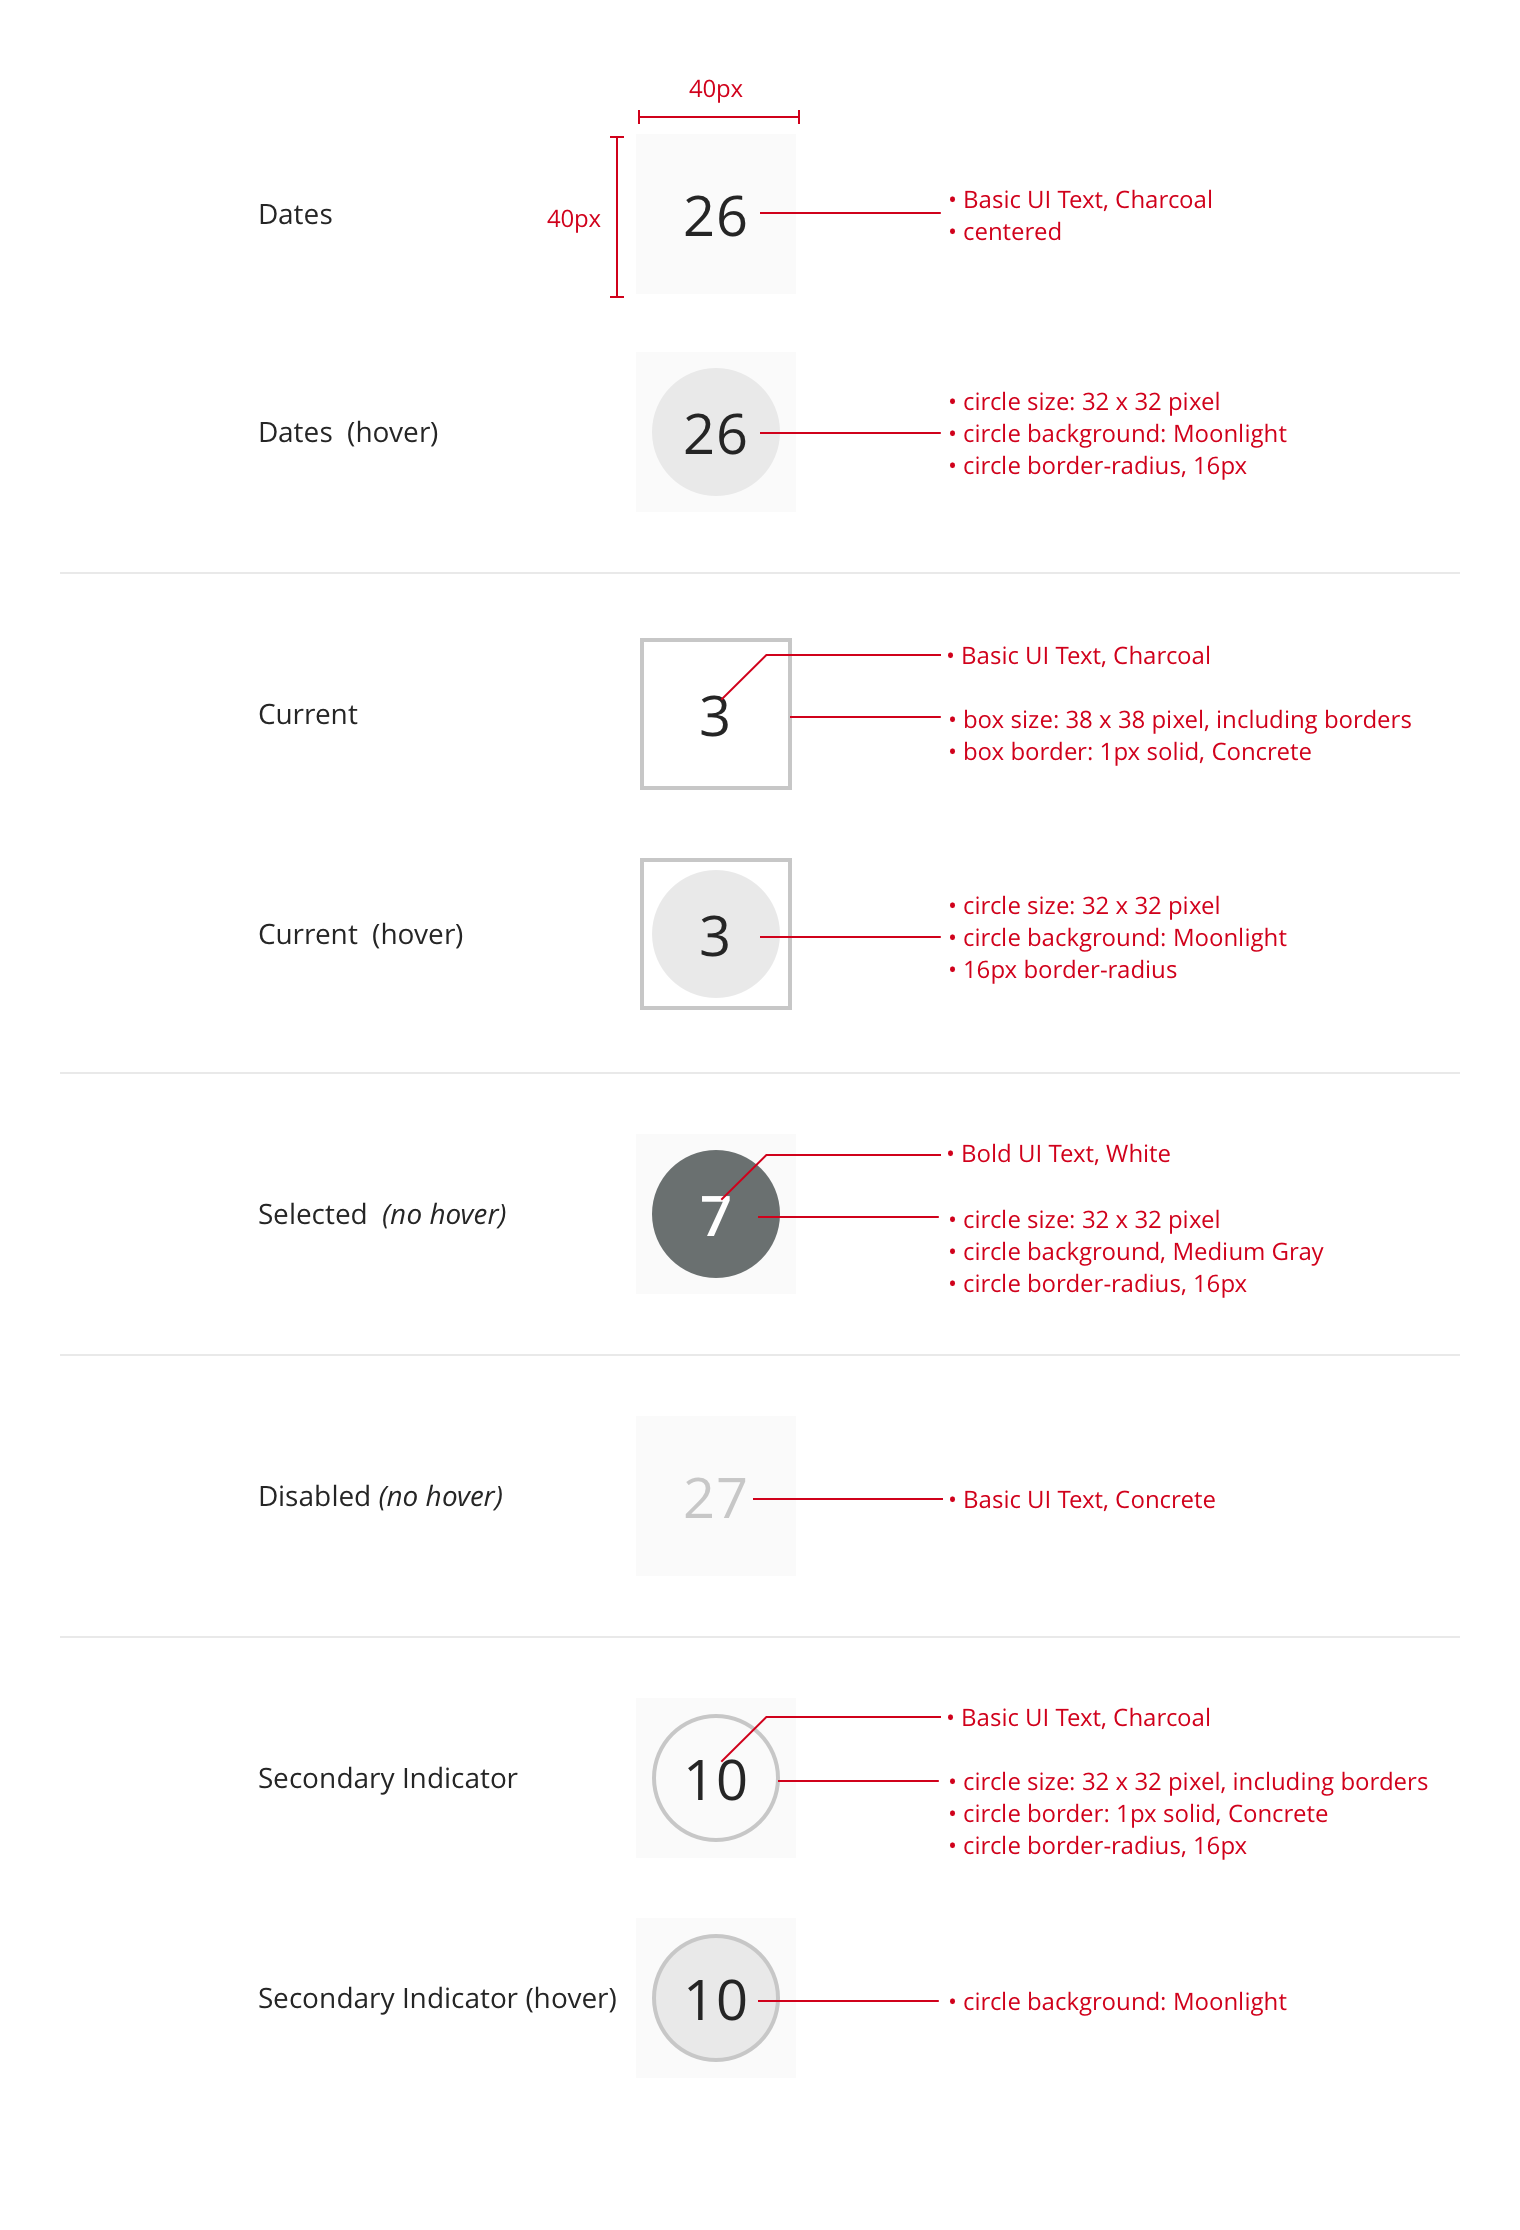 40px
40px
Dates
26
• Basic UI Text, Charcoal
• centered
Dates (hover)
26
• circle size: 32 x 32 pixel
• circle background: Moonlight
• circle border-radius, 16px
Current
3
• Basic UI Text, Charcoal
• box size: 38 x 38 pixel, including borders
• box border: 1px solid, Concrete
Current (hover)
3
• circle size: 32 x 32 pixel
• circle background: Moonlight
• 16px border-radius
Selected (no hover)
7
• Bold UI Text, White
• circle size: 32 x 32 pixel
• circle background, Medium Gray
• circle border-radius, 16px
Disabled (no hover)
27
• Basic UI Text, Concrete
Secondary Indicator
10
• Basic UI Text, Charcoal
• circle size: 32 x 32 pixel, including borders
• circle border: 1px solid, Concrete
• circle border-radius, 16px
Secondary Indicator (hover)
10
• circle background: Moonlight